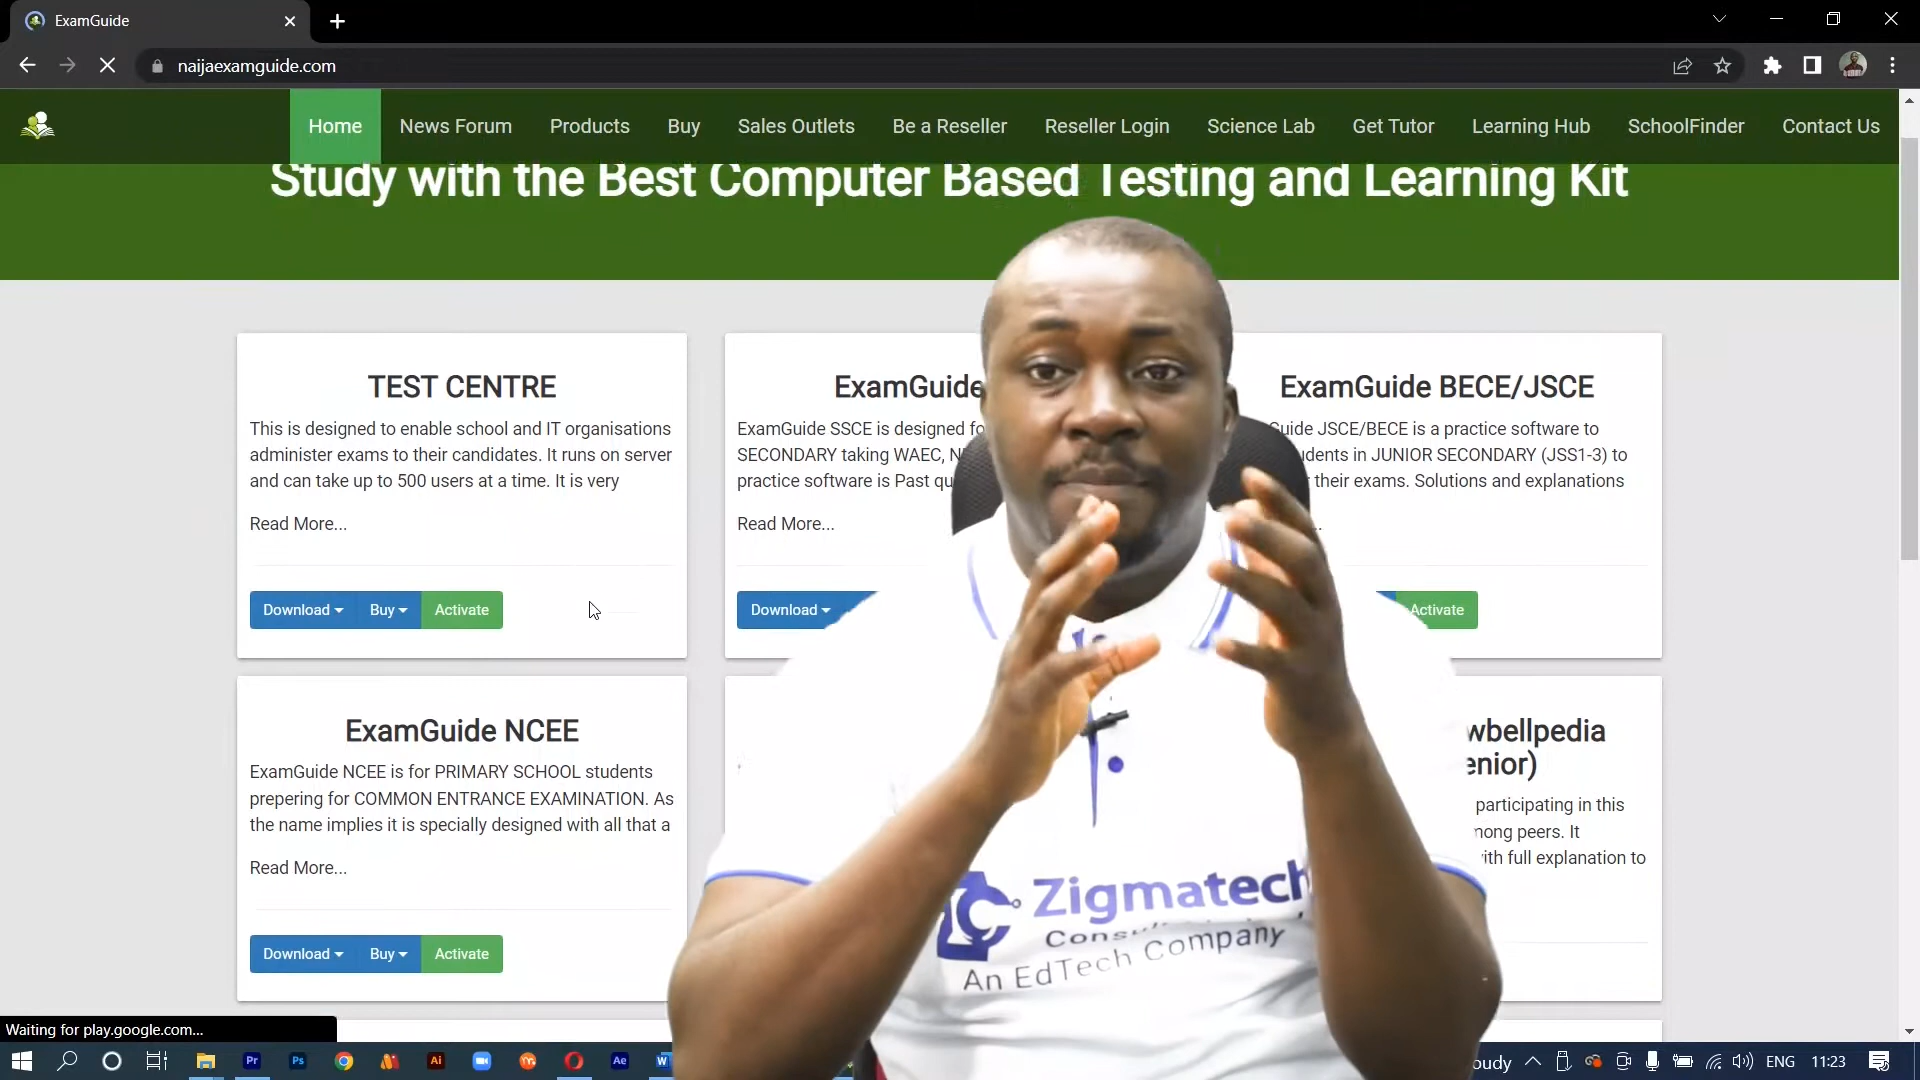 ExamGuide
naijaexamguide.com
Home News Forum Products Buy Sales Outlets Be a Reseller Reseller Login Science Lab Get Tutor Learning Hub SchoolFinder Contact Us
Study with the Best Computer Based Testing and Learning Kit
TEST CENTRE
This is designed to enable school and IT organisations
administer exams to their candidates. It runs on server
and can take up to 500 users at a time. It is very
Read More...
Download Buy Activate
ExamGuide
ExamGuide SSCE is designed
SECONDARY taking WAEC,
practice software is Past
Read More...
Download
ExamGuide BECE/JSCE
JSCE/BECE is a practice software to
in JUNIOR SECONDARY (JSS1-3) to
their exams. Solutions and explanations
Activate
ExamGuide NCEE
ExamGuide NCEE is for PRIMARY SCHOOL students
prepering for COMMON ENTRANCE EXAMINATION. As
the name implies it is specially designed with all that a
Read More...
Download Buy Activate
participating in this
peers. It
full explanation to
Zigmatech
An EdTech Company
Waiting for play.google.com...
Pr Ps Ai Ae W
ENG 11:23